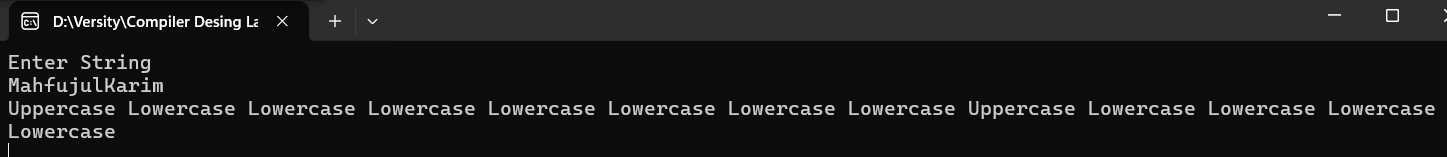 D:\Versity\Compiler Desing La
Enter String
MahfujulKarim
Uppercase Lowercase Lowercase Lowercase Lowercase Lowercase Lowercase Lowercase Uppercase Lowercase Lowercase Lowercase
Lowercase